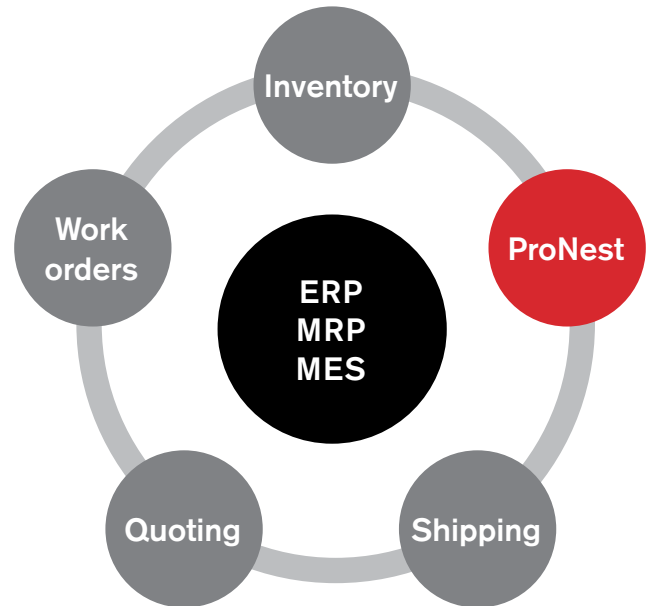 Inventory
Work
orders
ProNest
ERP
MRP
MES
Quoting
Shipping